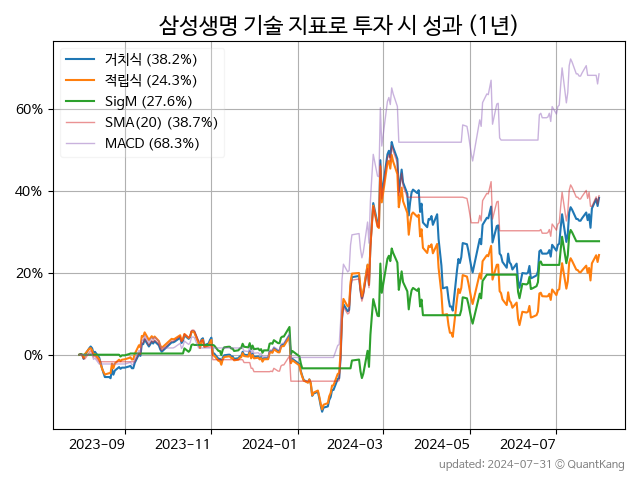 삼성생명 기술 지표로 투자 시 성과 (1년)
거치식 (38.2%)
적립식 (24.3%)
SigM (27.6%)
SMA(20) (38.7%)
MACD (68.3%)
60%
40%
20%
0%
2023-09 2023-11 2024-01 2024-03 2024-05 2024-07
updated: 2024-07-31 © QuantKang